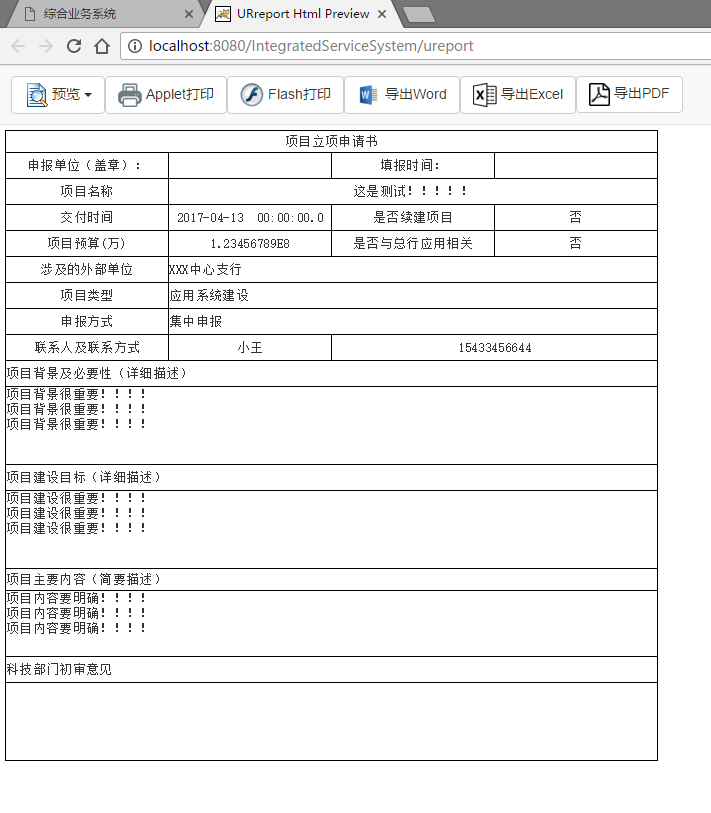 综合业务系统
URreport Html Preview
localhost:8080/IntegratedServiceSystem/ureport
预览 Applet打印 Flash打印 导出Word 导出Excel 导出PDF
项目立项申请书
申报单位（盖章）： 填报时间：
项目名称 这是测试！！！！！
交付时间 2017-04-13 00:00:00.0 是否续建项目 否
项目预算(万) 1.23456789E8 是否与总行应用相关 否
涉及的外部单位 XXX中心支行
项目类型 应用系统建设
申报方式 集中申报
联系人及联系方式 小王 15433456644
项目背景及必要性（详细描述）
项目背景很重要！！！！
项目背景很重要！！！！
项目背景很重要！！！！
项目建设目标（详细描述）
项目建设很重要！！！！
项目建设很重要！！！！
项目建设很重要！！！！
项目主要内容（简要描述）
项目内容要明确！！！！
项目内容要明确！！！！
项目内容要明确！！！！
科技部门初审意见